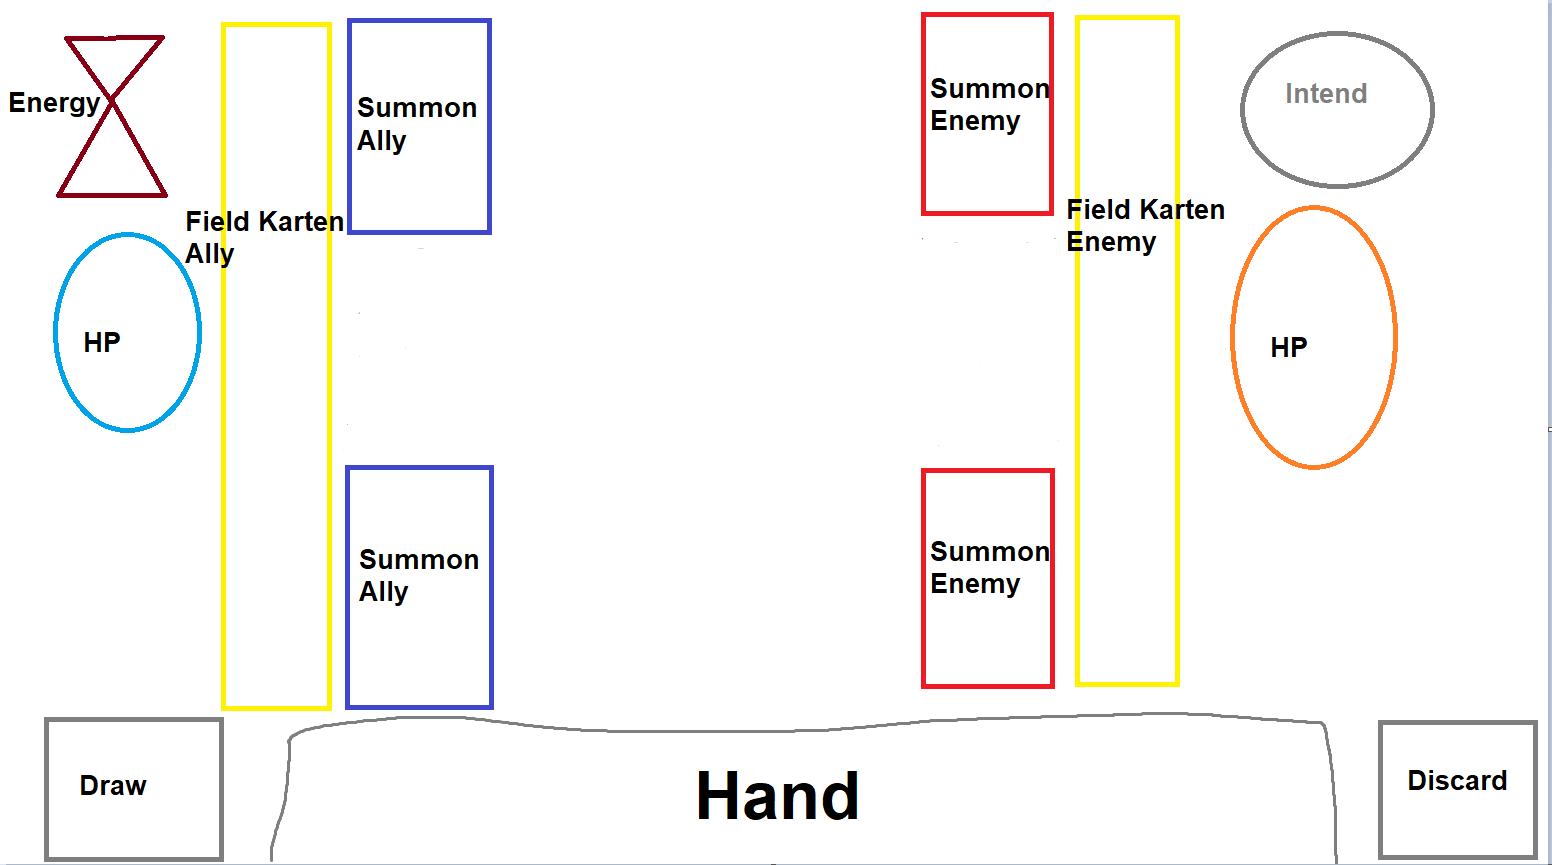 Energy
Summon
Ally
Summon
Enemy
Intend
Field Karten
Ally
Field Karten
Enemy
HP
HP
Summon
Ally
Summon
Enemy
Draw
Hand
Discard